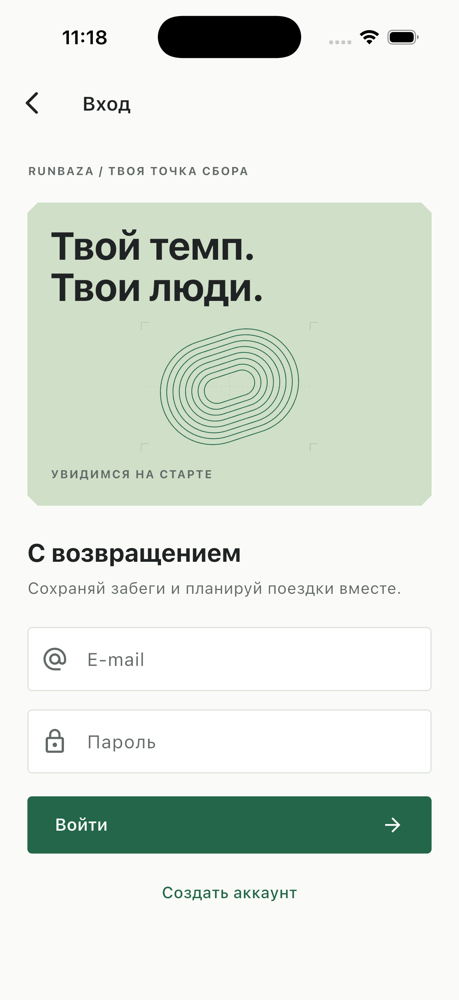 11:18
Вход
RUNBAZA / ТВОЯ ТОЧКА СБОРА
Твой темп.
Твои люди.
УВИДИМСЯ НА СТАРТЕ
С возвращением
Сохраняй забеги и планируй поездки вместе.
E-mail
Пароль
Войти
Создать аккаунт